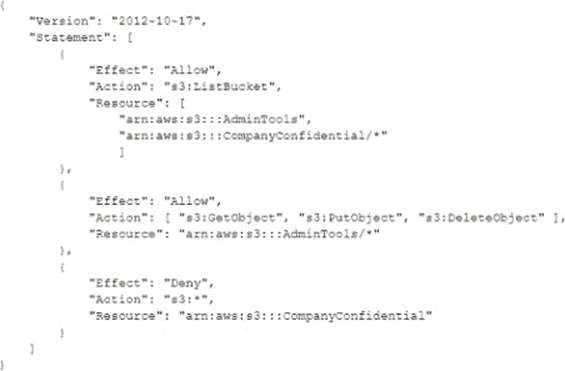 {
"Version": "2012-10-17",
"Statement": [
{
"Effect": "Allow",
"Action": "s3:ListBucket",
"Resource": [
"arn:aws:s3:::AdminTools",
"arn:aws:s3:::CompanyConfidential/*"
]
},
{
"Effect": "Allow",
"Action": [ "s3:GetObject", "s3:PutObject", "s3:DeleteObject" ],
"Resource": "arn:aws:s3:::AdminTools/*"
},
{
"Effect": "Deny",
"Action": "s3:*",
"Resource": "arn:aws:s3:::CompanyConfidential"
}
]
}